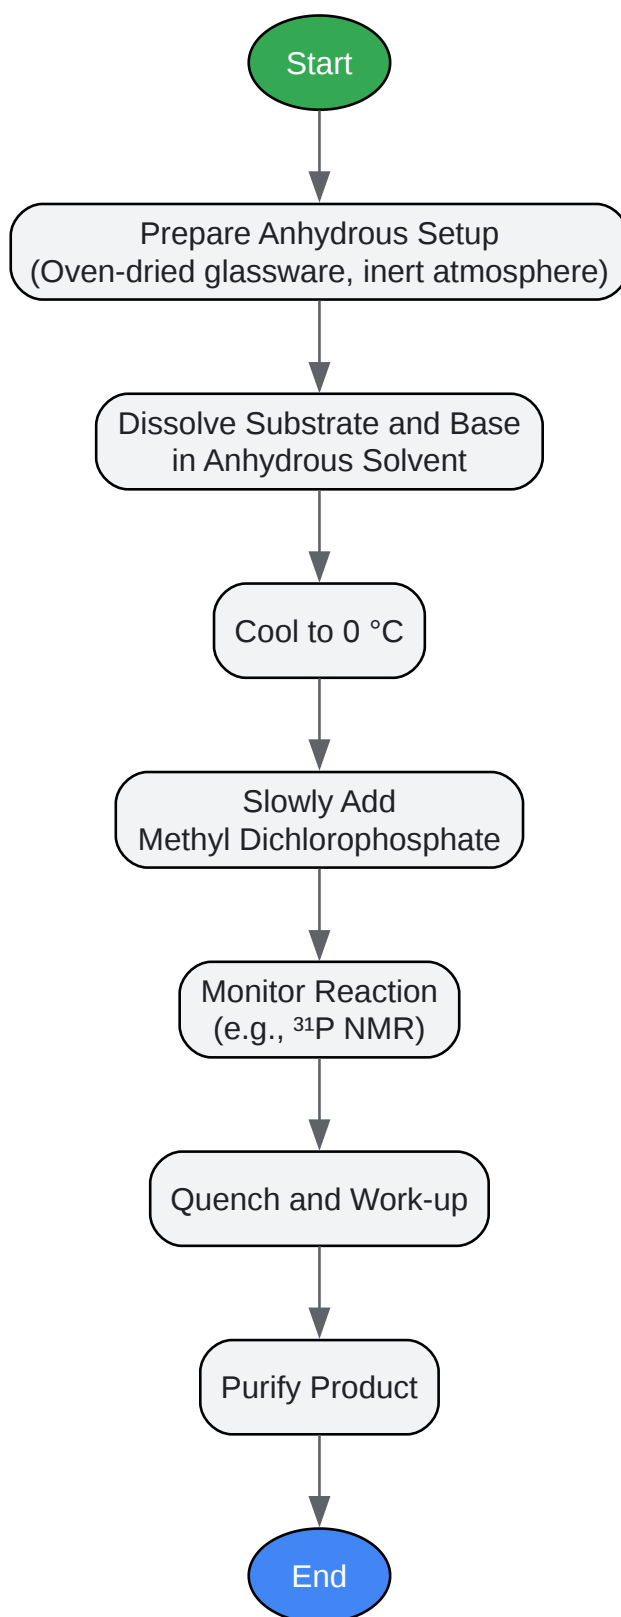 Start
Prepare Anhydrous Setup
(Oven-dried glassware, inert atmosphere)
Dissolve Substrate and Base
in Anhydrous Solvent
Cool to 0 °C
Slowly Add
Methyl Dichlorophosphate
Monitor Reaction
(e.g., ³¹P NMR)
Quench and Work-up
Purify Product
End